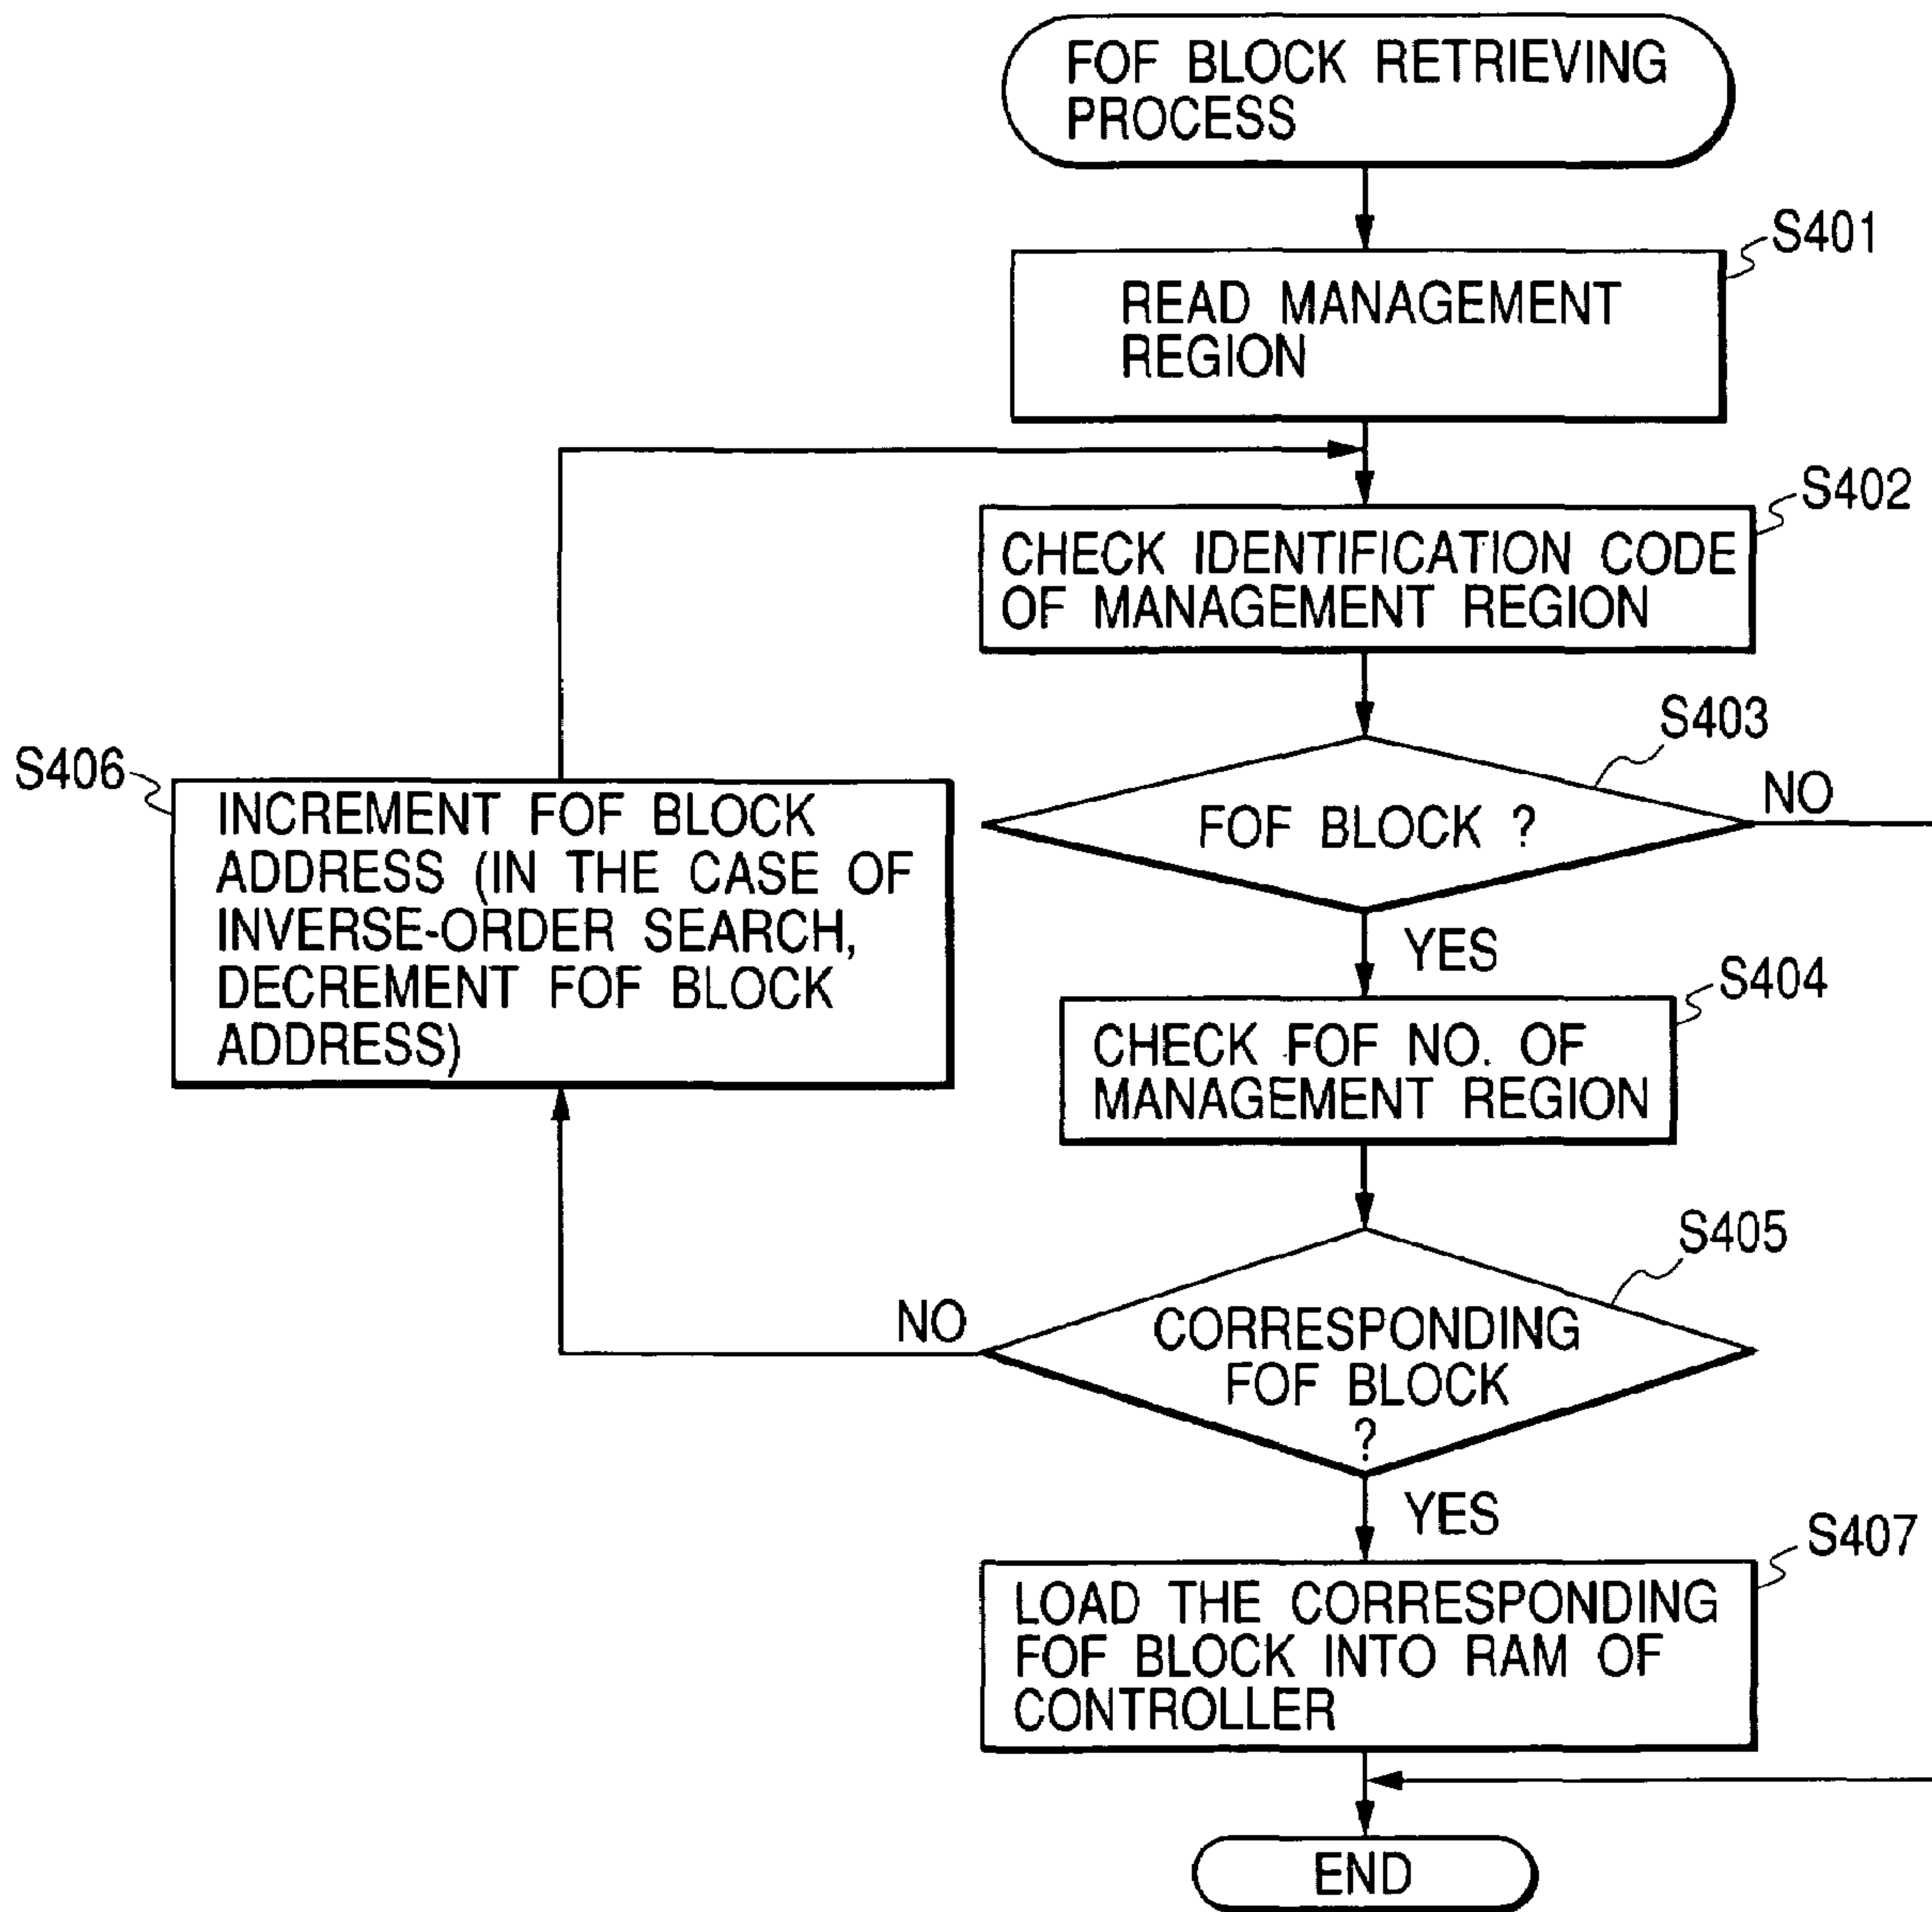 FOF BLOCK RETRIEVING
PROCESS
S401
READ MANAGEMENT
REGION
S402
CHECK IDENTIFICATION CODE
OF MANAGEMENT REGION
S403
FOF BLOCK ?
NO
YES
S406
INCREMENT FOF BLOCK
ADDRESS (IN THE CASE OF
INVERSE-ORDER SEARCH,
DECREMENT FOF BLOCK
ADDRESS)
S404
CHECK FOF NO. OF
MANAGEMENT REGION
S405
CORRESPONDING
FOF BLOCK
?
NO
YES
S407
LOAD THE CORRESPONDING
FOF BLOCK INTO RAM OF
CONTROLLER
END